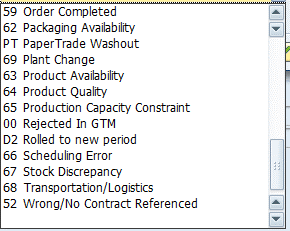 59 Order Completed
62 Packaging Availability
PT PaperTrade Washout
69 Plant Change
63 Product Availability
64 Product Quality
65 Production Capacity Constraint
00 Rejected In GTM
D2 Rolled to new period
66 Scheduling Error
67 Stock Discrepancy
68 Transportation/Logistics
52 Wrong/No Contract Referenced